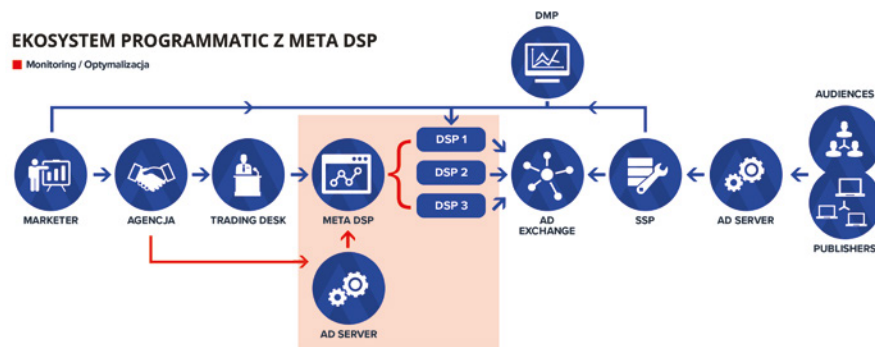 EKOSYSTEM PROGRAMMATIC Z META DSP
Monitoring / Optymalizacja
DMP
AUDIENCES
DSP 1
DSP 2
DSP 3
MARKETER
AGENCJA
TRADING DESK
META DSP
AD
EXCHANGE
SSP
AD SERVER
PUBLISHERS
AD SERVER